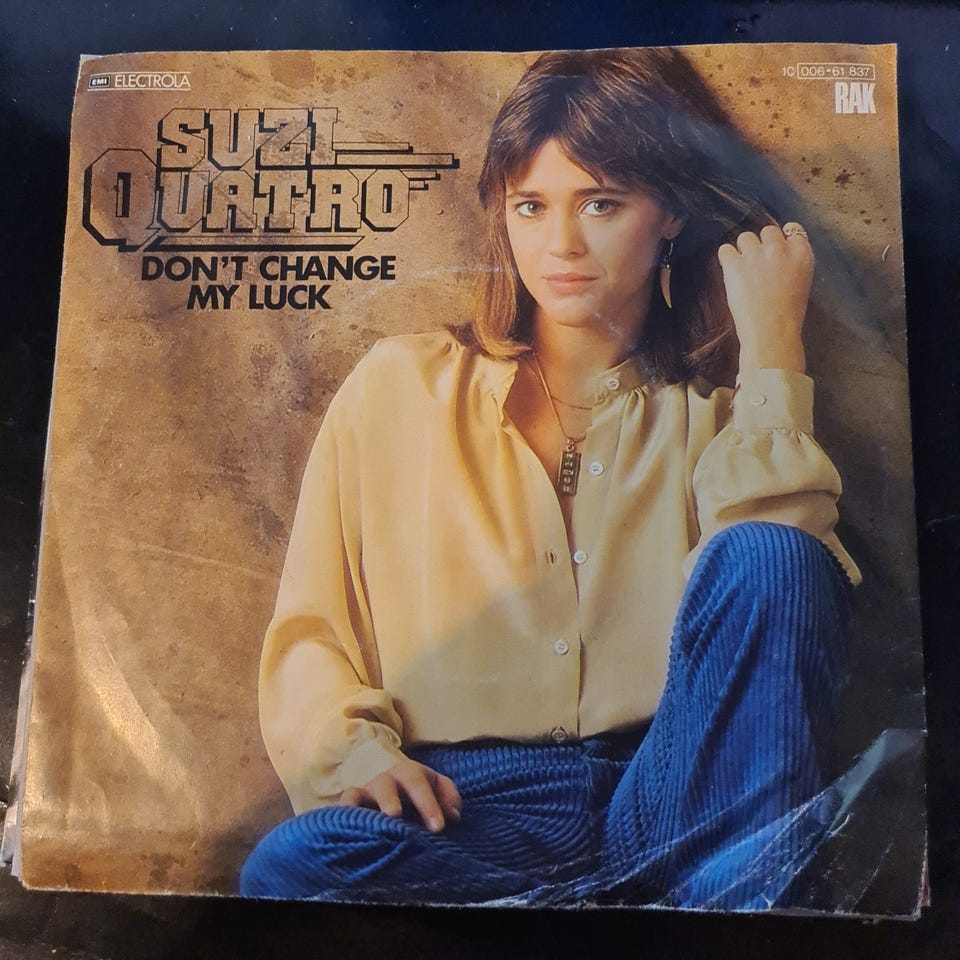 EMI ELECTROLA
1C 006-61 837
RAK
SUZI
QUATRO
DON'T CHANGE
MY LUCK